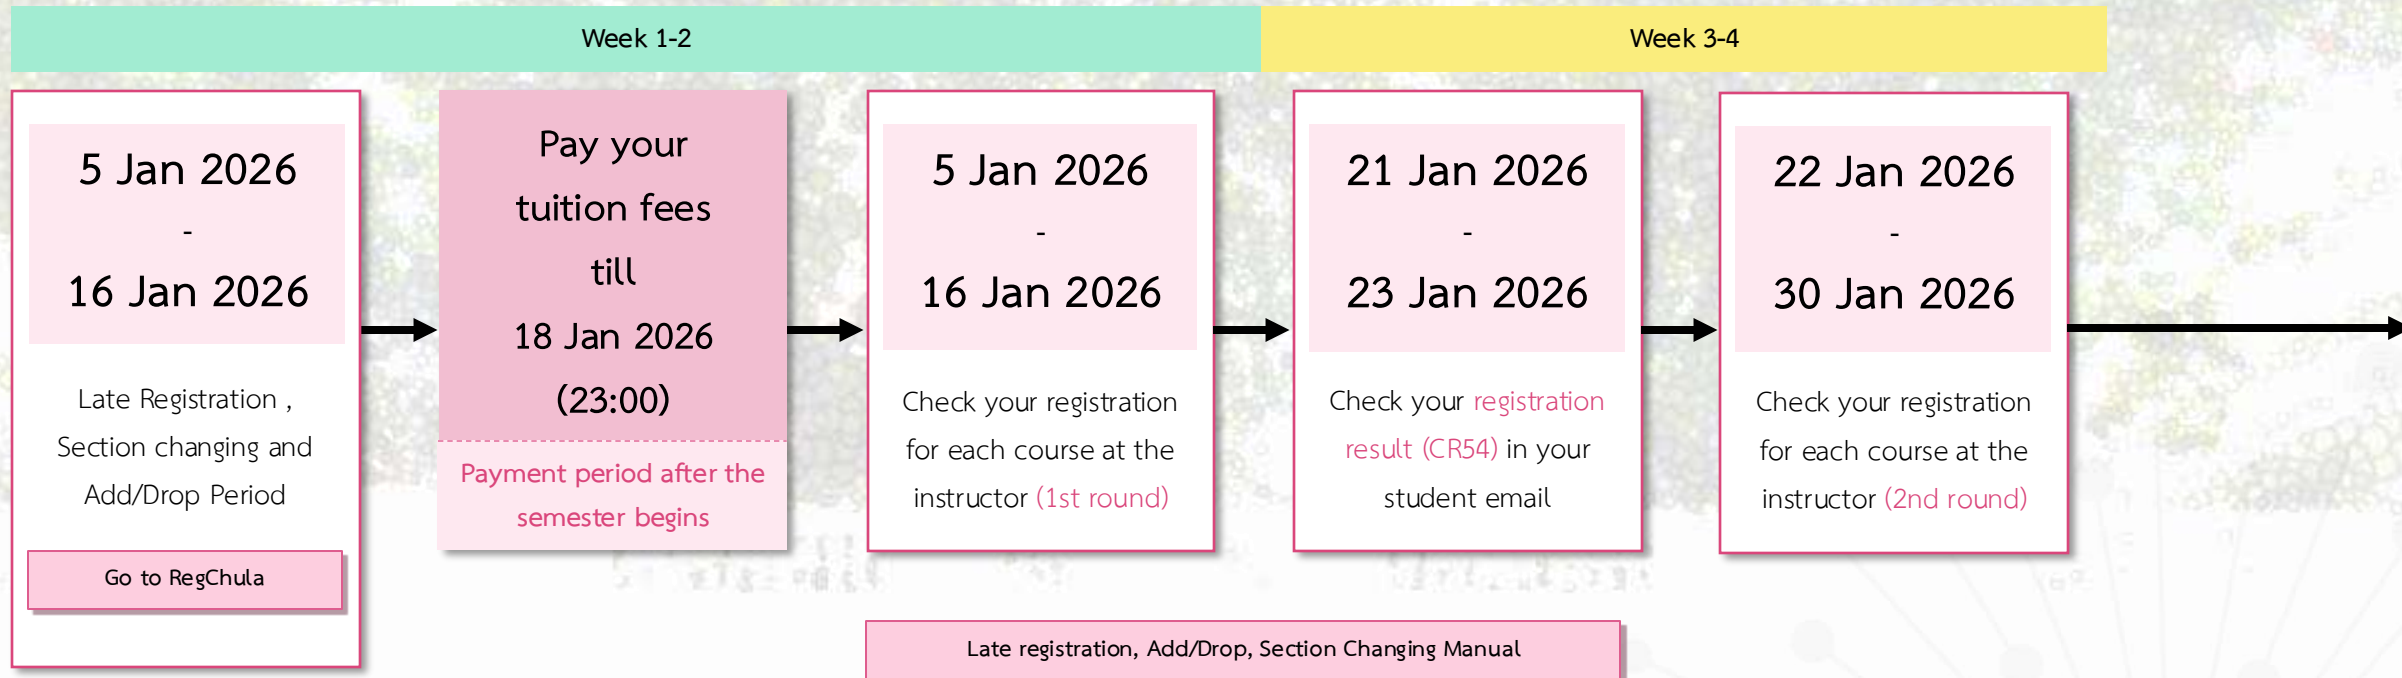 Week 1-2
Week 3-4
5 Jan 2026
-
16 Jan 2026
Late Registration ,
Section changing and
Add/Drop Period
Go to RegChula
Pay your
tuition fees
till
18 Jan 2026
(23:00)
Payment period after the
semester begins
5 Jan 2026
-
16 Jan 2026
Check your registration
for each course at the
instructor (1st round)
21 Jan 2026
-
23 Jan 2026
Check your registration
result (CR54) in your
student email
22 Jan 2026
-
30 Jan 2026
Check your registration
for each course at the
instructor (2nd round)
Late registration, Add/Drop, Section Changing Manual